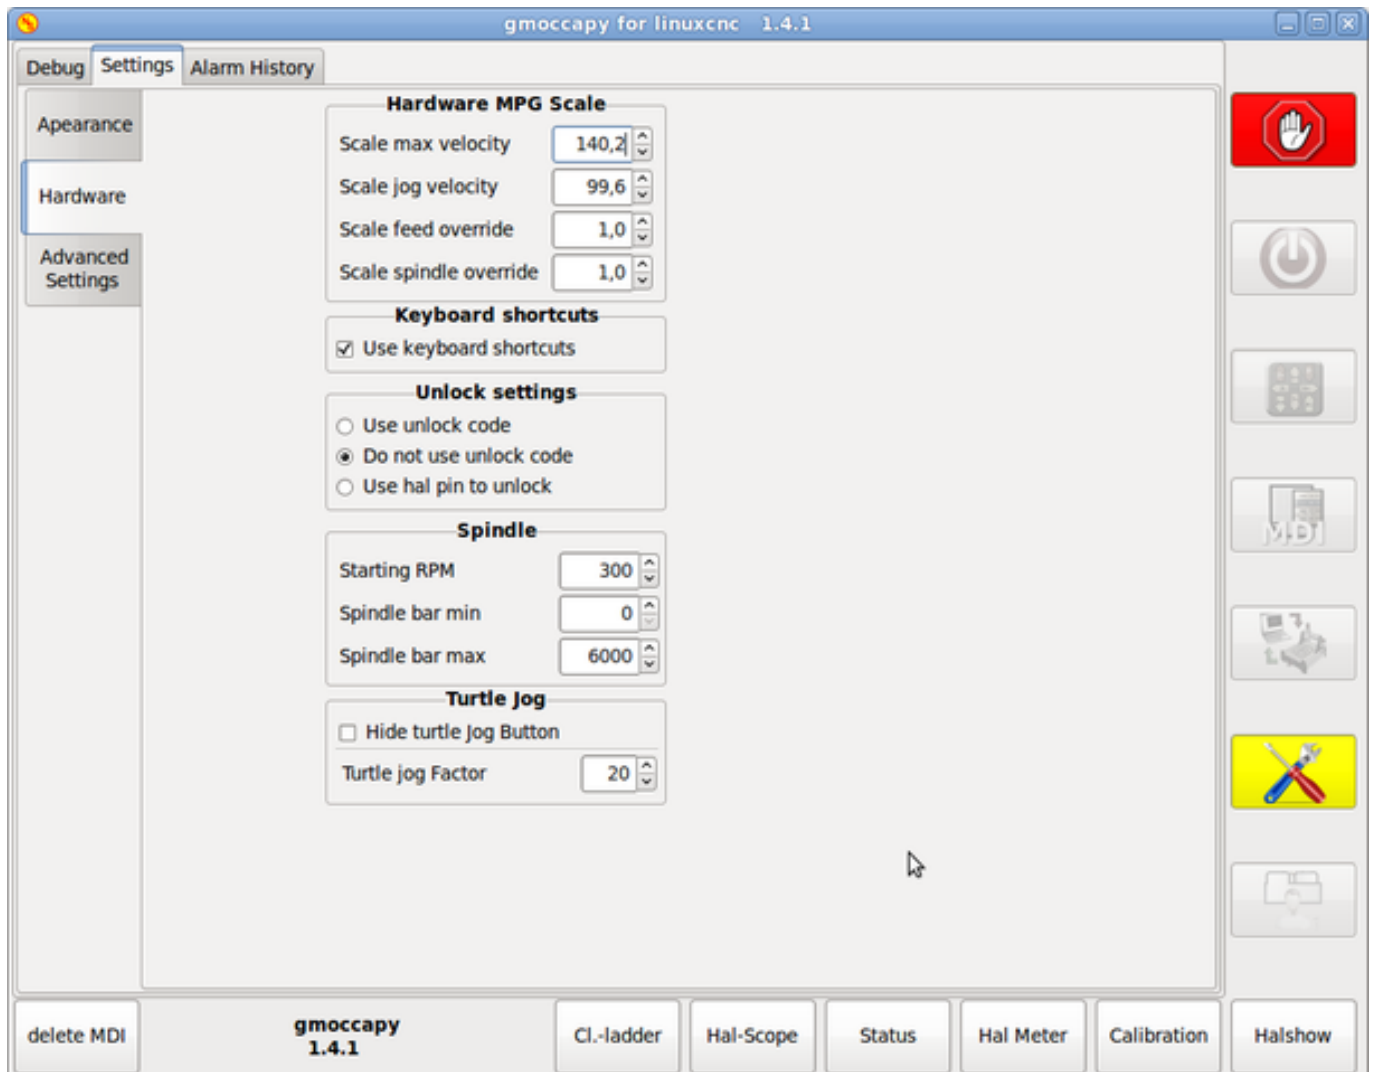 gmoccapy for linuxcnc 1.4.1
Debug Settings Alarm History
Apearance
Hardware
Advanced
Settings
Hardware MPG Scale
Scale max velocity 140,2
Scale jog velocity 99,6
Scale feed override 1,0
Scale spindle override 1,0
Keyboard shortcuts
Use keyboard shortcuts
Unlock settings
Use unlock code
Do not use unlock code
Use hal pin to unlock
Spindle
Starting RPM 300
Spindle bar min 0
Spindle bar max 6000
Turtle Jog
Hide turtle Jog Button
Turtle jog Factor 20
MDI
delete MDI
gmoccapy
1.4.1
Cl.-ladder
Hal-Scope
Status
Hal Meter
Calibration
Halshow